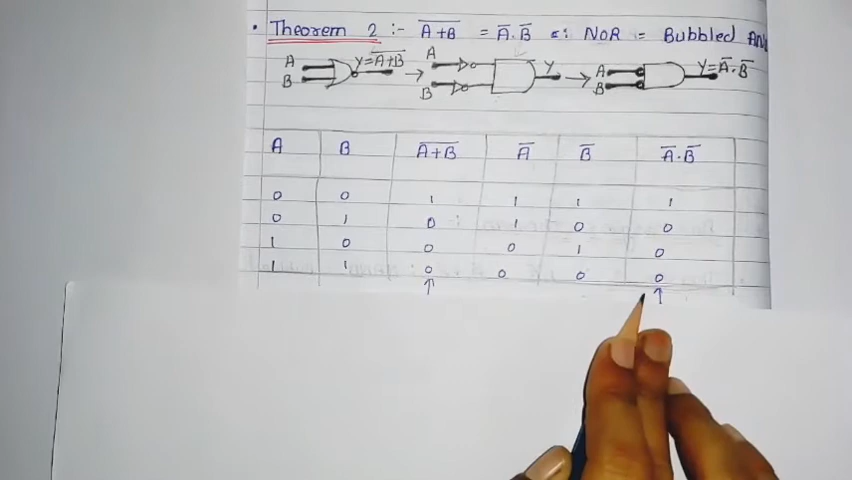 • Theorem 2 :- A̅+̅B̅ = A̅.B̅ ∴ NOR = Bubbled AND
A B Y=A̅+̅B̅ → A B Y → A B Y=A̅.B̅
A B A̅+̅B̅ A̅ B̅ A̅.B̅
0 0 1 1 1 1
0 1 0 1 0 0
1 0 0 0 1 0
1 1 0 0 0 0
↑ ↑